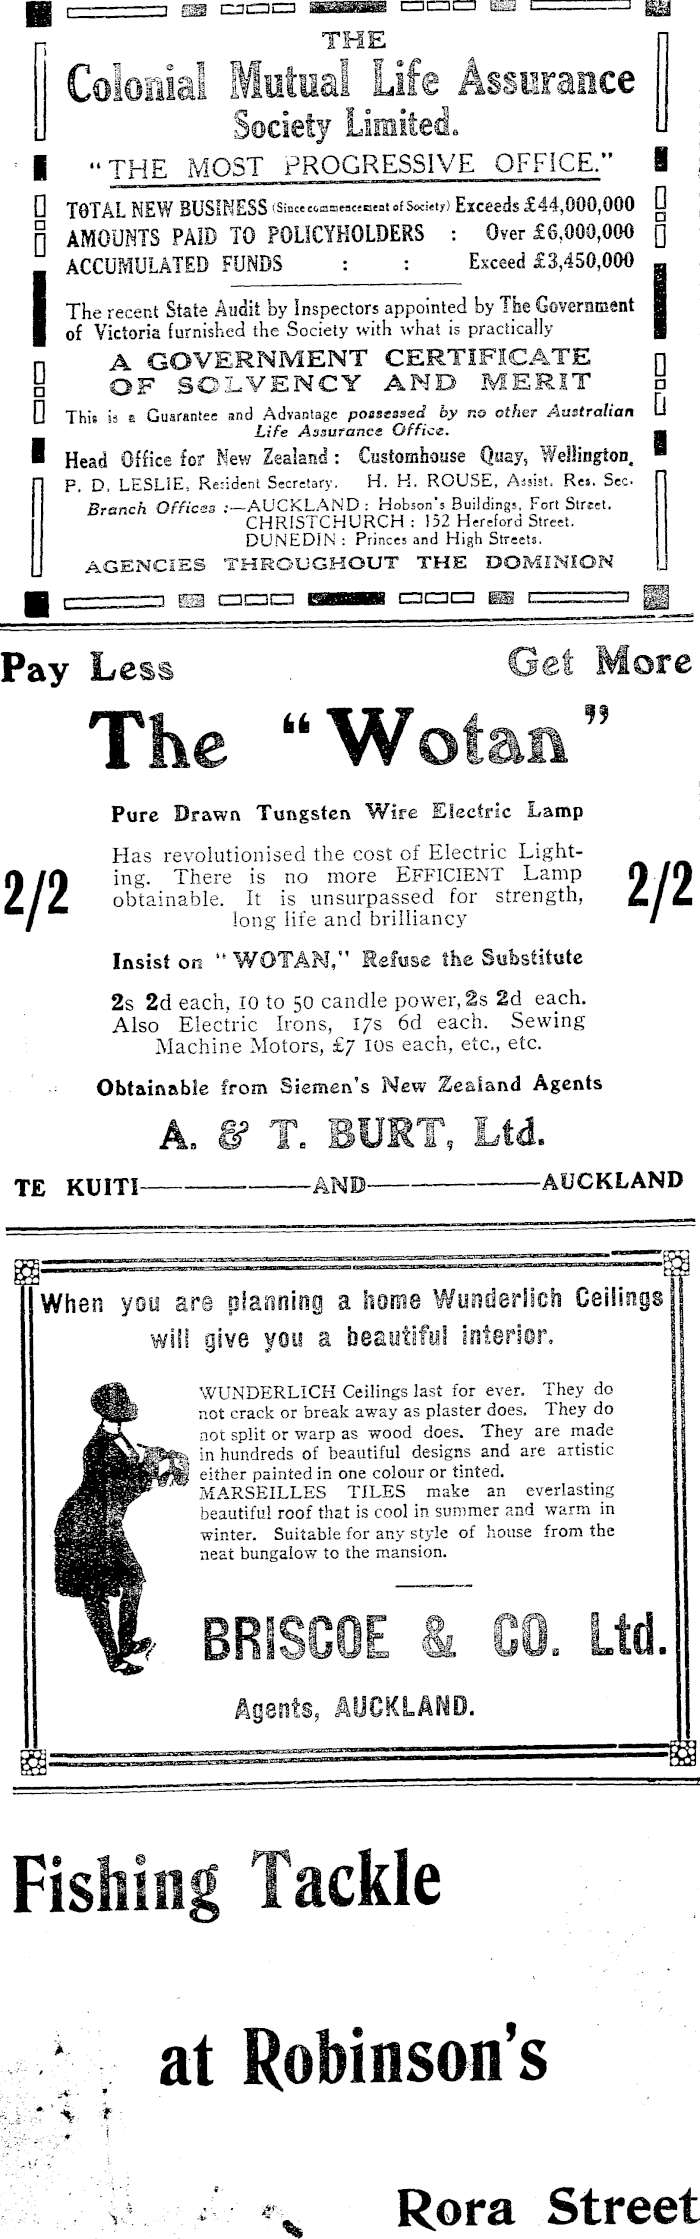 THE
Colonial Mutual Life Assurance
Society Limited.
"THE MOST PROGRESSIVE OFFICE."
TOTAL NEW BUSINESS (Since commencement of Society) Exceeds £44,000,000
AMOUNTS PAID TO POLICYHOLDERS : Over £6,000,000
ACCUMULATED FUNDS : : Exceed £3,450,000
The recent State Audit by Inspectors appointed by The Government
of Victoria furnished the Society with what is practically
A GOVERNMENT CERTIFICATE
OF SOLVENCY AND MERIT
This is a Guarantee and Advantage possessed by no other Australian
Life Assurance Office.
Head Office for New Zealand: Customhouse Quay, Wellington.
P. D. LESLIE, Resident Secretary. H. H. ROUSE, Assist. Res. Sec.
Branch Offices :—AUCKLAND: Hobson's Buildings, Fort Street.
CHRISTCHURCH: 152 Hereford Street.
DUNEDIN: Princes and High Streets.
AGENCIES THROUGHOUT THE DOMINION
Pay Less Get More
The "Wotan"
Pure Drawn Tungsten Wire Electric Lamp
2/2
Has revolutionised the cost of Electric Light-
ing. There is no more EFFICIENT Lamp
obtainable. It is unsurpassed for strength,
long life and brilliancy
2/2
Insist on "WOTAN," Refuse the Substitute
2s 2d each, 10 to 50 candle power, 2s 2d each.
Also Electric Irons, 17s 6d each. Sewing
Machine Motors, £7 10s each, etc., etc.
Obtainable from Siemen's New Zealand Agents
A. & T. BURT, Ltd.
TE KUITI——AND——AUCKLAND
When you are planning a home Wunderlich Ceilings
will give you a beautiful interior.
WUNDERLICH Ceilings last for ever. They do
not crack or break away as plaster does. They do
not split or warp as wood does. They are made
in hundreds of beautiful designs and are artistic
either painted in one colour or tinted.
MARSEILLES TILES make an everlasting
beautiful roof that is cool in summer and warm in
winter. Suitable for any style of house from the
neat bungalow to the mansion.
BRISCOE & CO. Ltd.
Agents, AUCKLAND.
Fishing Tackle
at Robinson's
Rora Street